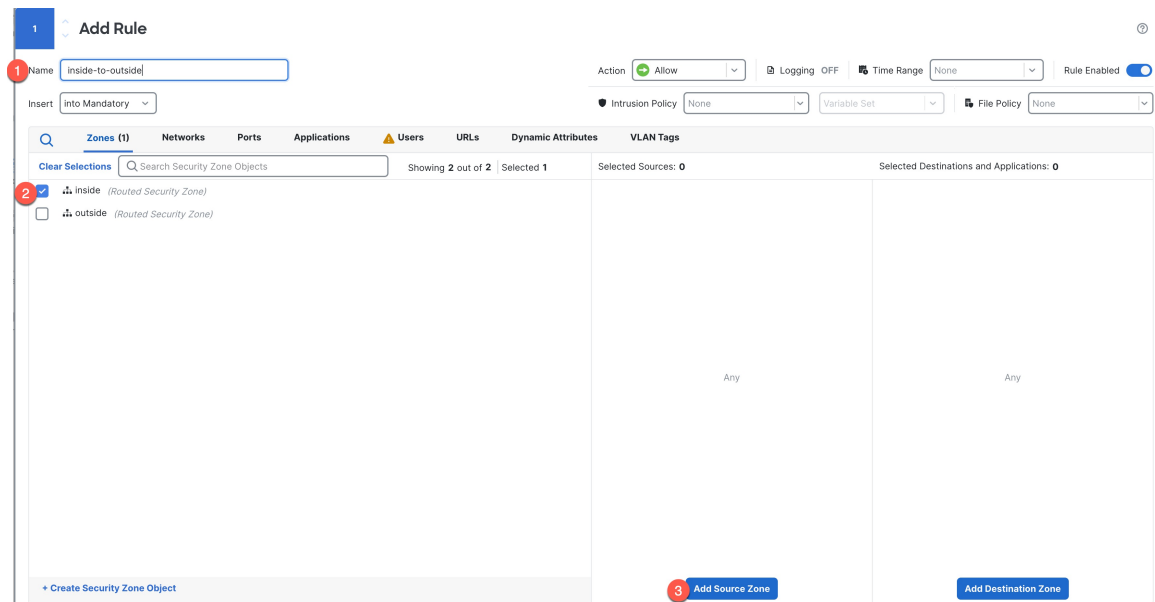 1 Add Rule
1 Name inside-to-outside Action Allow Logging OFF Time Range None Rule Enabled
Insert into Mandatory Intrusion Policy None Variable Set File Policy None
Zones (1) Networks Ports Applications Users URLs Dynamic Attributes VLAN Tags
Clear Selections Search Security Zone Objects Showing 2 out of 2 Selected 1 Selected Sources: 0 Selected Destinations and Applications: 0
2 inside (Routed Security Zone)
outside (Routed Security Zone)
Any Any
+ Create Security Zone Object 3 Add Source Zone Add Destination Zone